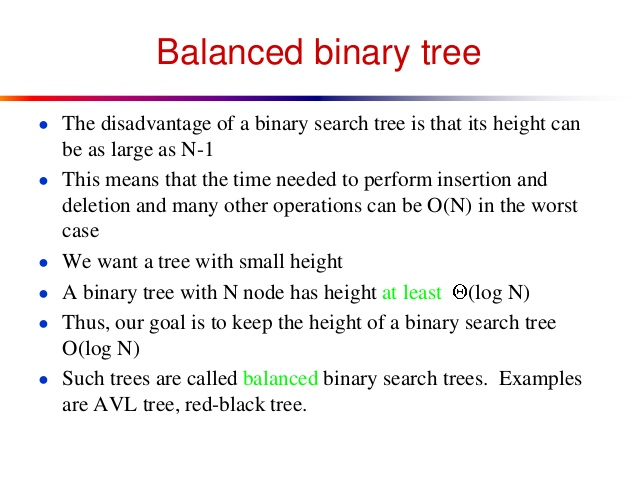 Balanced binary tree
● The disadvantage of a binary search tree is that its height can
be as large as N-1
● This means that the time needed to perform insertion and
deletion and many other operations can be O(N) in the worst
case
● We want a tree with small height
● A binary tree with N node has height at least Θ(log N)
● Thus, our goal is to keep the height of a binary search tree
O(log N)
● Such trees are called balanced binary search trees. Examples
are AVL tree, red-black tree.